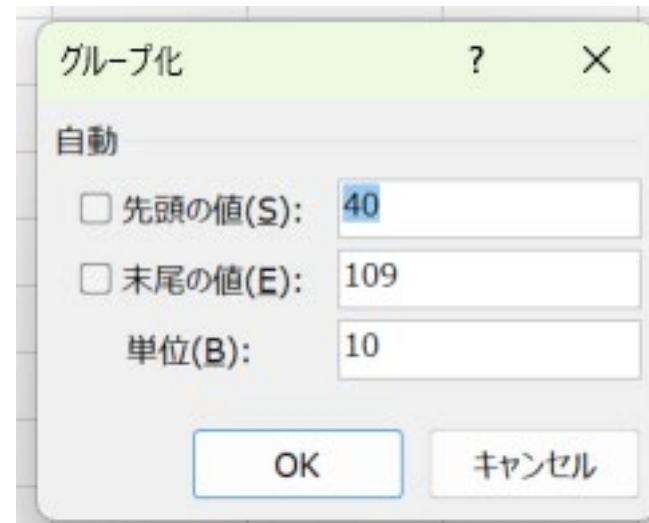 グループ化 ? ×
自動
先頭の値(S): 40
末尾の値(E): 109
単位(B): 10
OK キャンセル